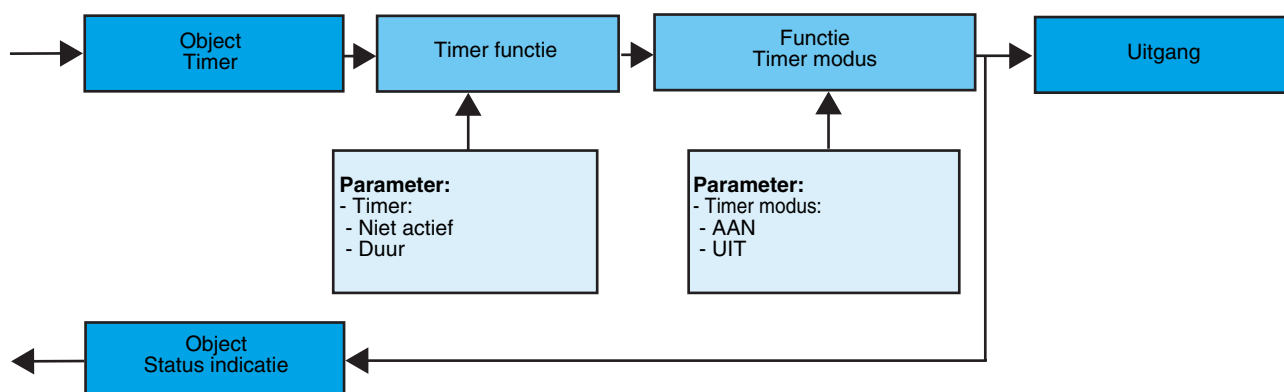 Object
Timer
Timer functie
Functie
Timer modus
Uitgang
Parameter:
- Timer:
- Niet actief
- Duur
Parameter:
- Timer modus:
- AAN
- UIT
Object
Status indicatie